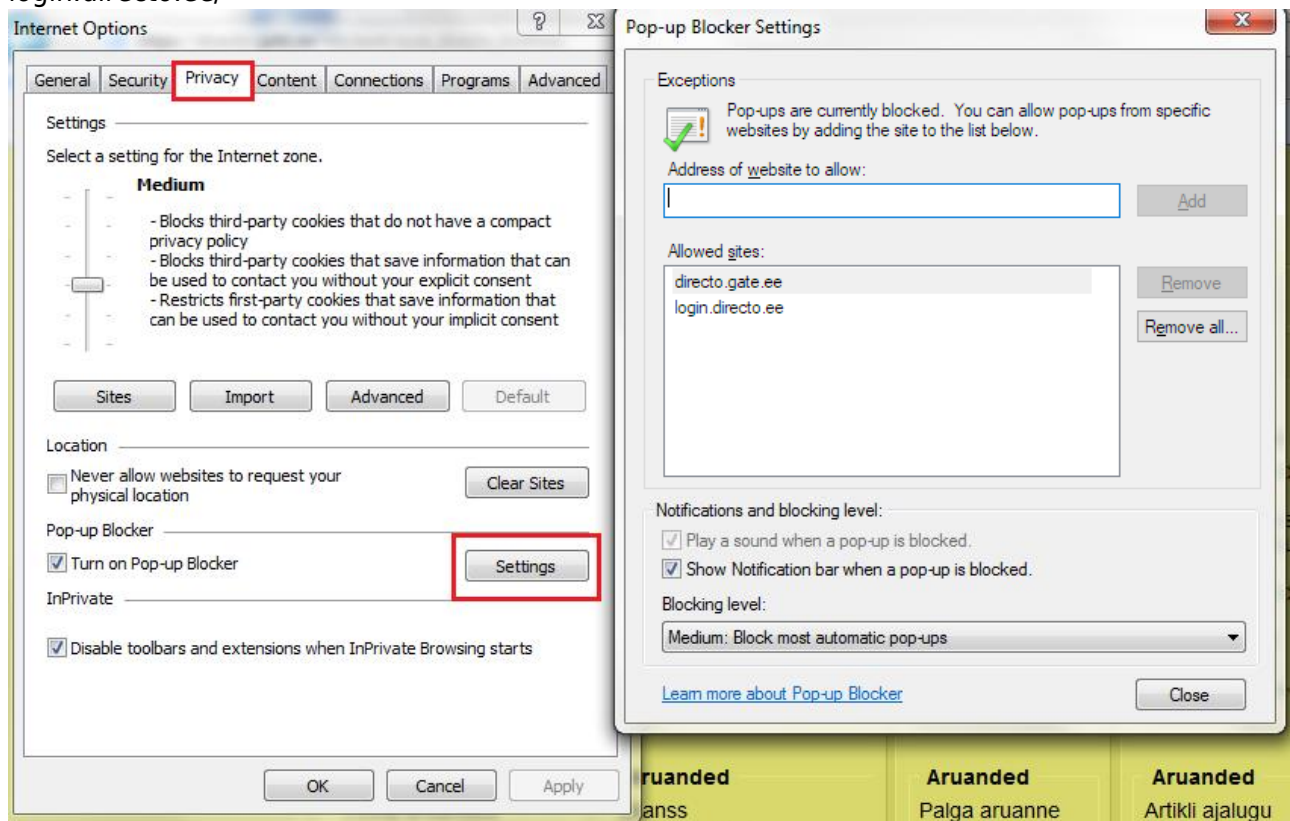 Internet Options
General Security Privacy Content Connections Programs Advanced
Settings
Select a setting for the Internet zone.
Medium
- Blocks third-party cookies that do not have a compact
privacy policy
- Blocks third-party cookies that save information that can
be used to contact you without your explicit consent
- Restricts first-party cookies that save information that
can be used to contact you without your implicit consent
Sites Import Advanced Default
Location
Never allow websites to request your
physical location
Clear Sites
Pop-up Blocker
Turn on Pop-up Blocker
Settings
InPrivate
Disable toolbars and extensions when InPrivate Browsing starts
OK Cancel Apply
Pop-up Blocker Settings
Exceptions
Pop-ups are currently blocked. You can allow pop-ups from specific
websites by adding the site to the list below.
Address of website to allow:
Add
Allowed sites:
directo.gate.ee
login.directo.ee
Remove
Remove all...
Notifications and blocking level:
Play a sound when a pop-up is blocked.
Show Notification bar when a pop-up is blocked.
Blocking level:
Medium: Block most automatic pop-ups
Learn more about Pop-up Blocker
Close
ruanded
anss
Aruanded
Palga aruanne
Aruanded
Artikli ajalugu